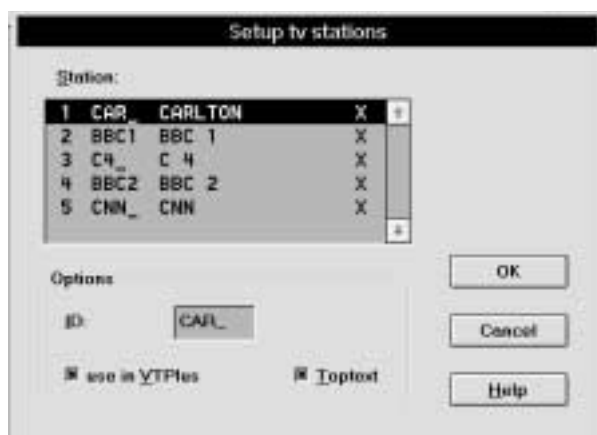 Setup tv stations
Station:
1 CAR_ CARLTON X
2 BBC1 BBC 1 X
3 C4_ C 4 X
4 BBC2 BBC 2 X
5 CNN_ CNN X
Options
ID: CAR_
use in VTPlus
Toptext
OK
Cancel
Help